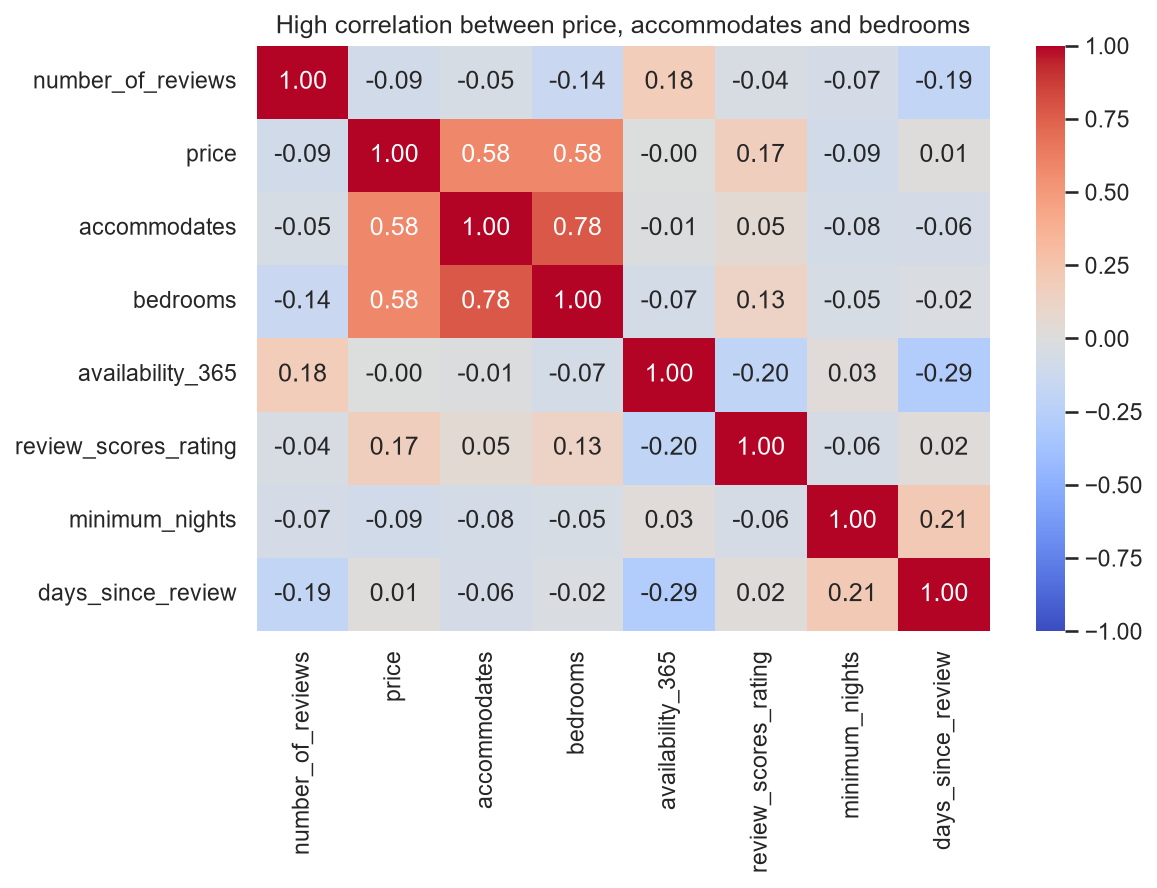 High correlation between price, accommodates and bedrooms
number_of_reviews 1.00 -0.09 -0.05 -0.14 0.18 -0.04 -0.07 -0.19
price -0.09 1.00 0.58 0.58 -0.00 0.17 -0.09 0.01
accommodates -0.05 0.58 1.00 0.78 -0.01 0.05 -0.08 -0.06
bedrooms -0.14 0.58 0.78 1.00 -0.07 0.13 -0.05 -0.02
availability_365 0.18 -0.00 -0.01 -0.07 1.00 -0.20 0.03 -0.29
review_scores_rating -0.04 0.17 0.05 0.13 -0.20 1.00 -0.06 0.02
minimum_nights -0.07 -0.09 -0.08 -0.05 0.03 -0.06 1.00 0.21
days_since_review -0.19 0.01 -0.06 -0.02 -0.29 0.02 0.21 1.00
number_of_reviews
price
accommodates
bedrooms
availability_365
review_scores_rating
minimum_nights
days_since_review
1.00
0.75
0.50
0.25
0.00
−0.25
−0.50
−0.75
−1.00